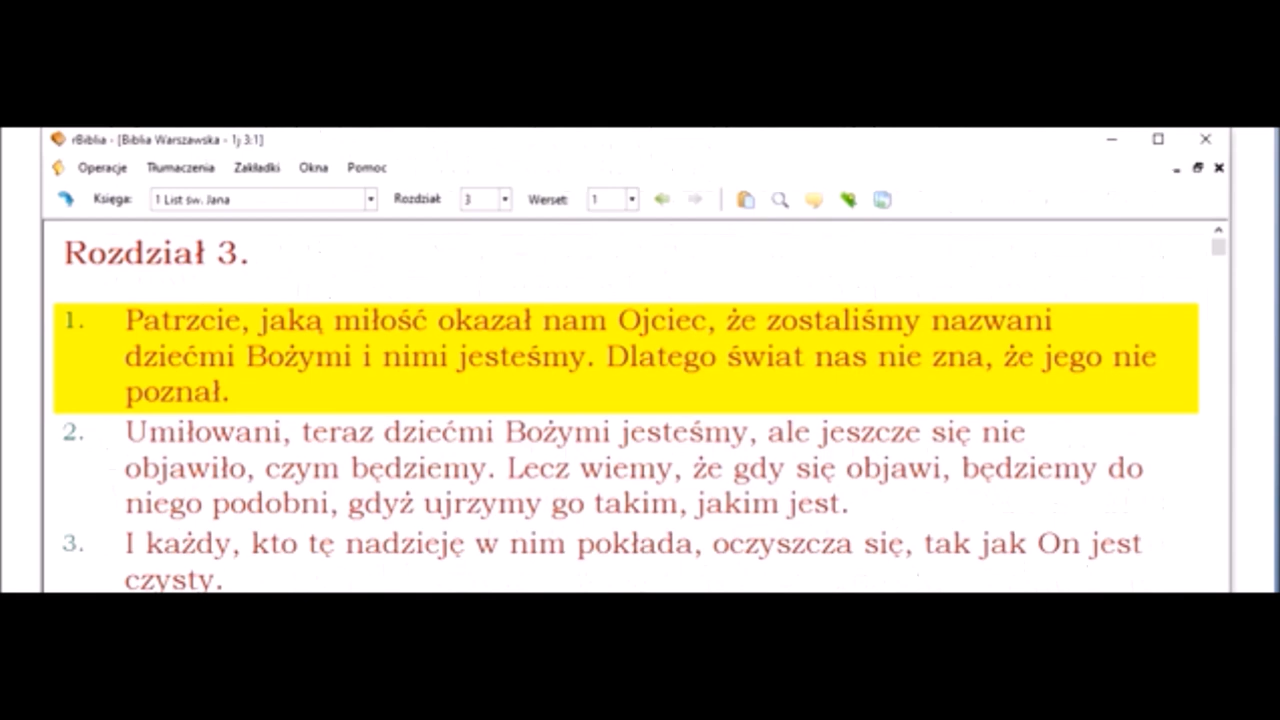 rBiblia - [Biblia Warszawska - 1j 3:1]
Operacje Tłumaczenia Zakładki Okna Pomoc
Księga: 1 List św. Jana Rozdział: 3 Werset: 1
Rozdział 3.
1. Patrzcie, jaką miłość okazał nam Ojciec, że zostaliśmy nazwani
dziećmi Bożymi i nimi jesteśmy. Dlatego świat nas nie zna, że jego nie
poznał.
2. Umiłowani, teraz dziećmi Bożymi jesteśmy, ale jeszcze się nie
objawiło, czym będziemy. Lecz wiemy, że gdy się objawi, będziemy do
niego podobni, gdyż ujrzymy go takim, jakim jest.
3. I każdy, kto tę nadzieję w nim pokłada, oczyszcza się, tak jak On jest
czysty.